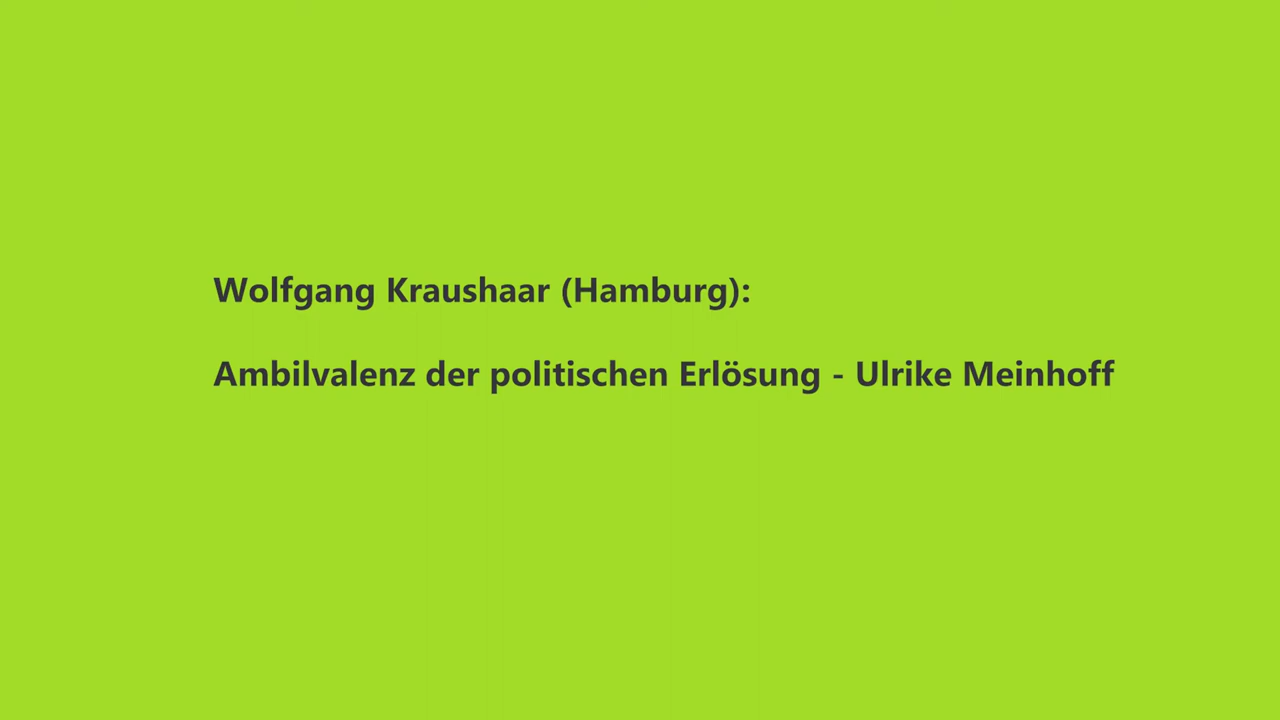 Wolfgang Kraushaar (Hamburg):
Ambilvalenz der politischen Erlösung - Ulrike Meinhoff